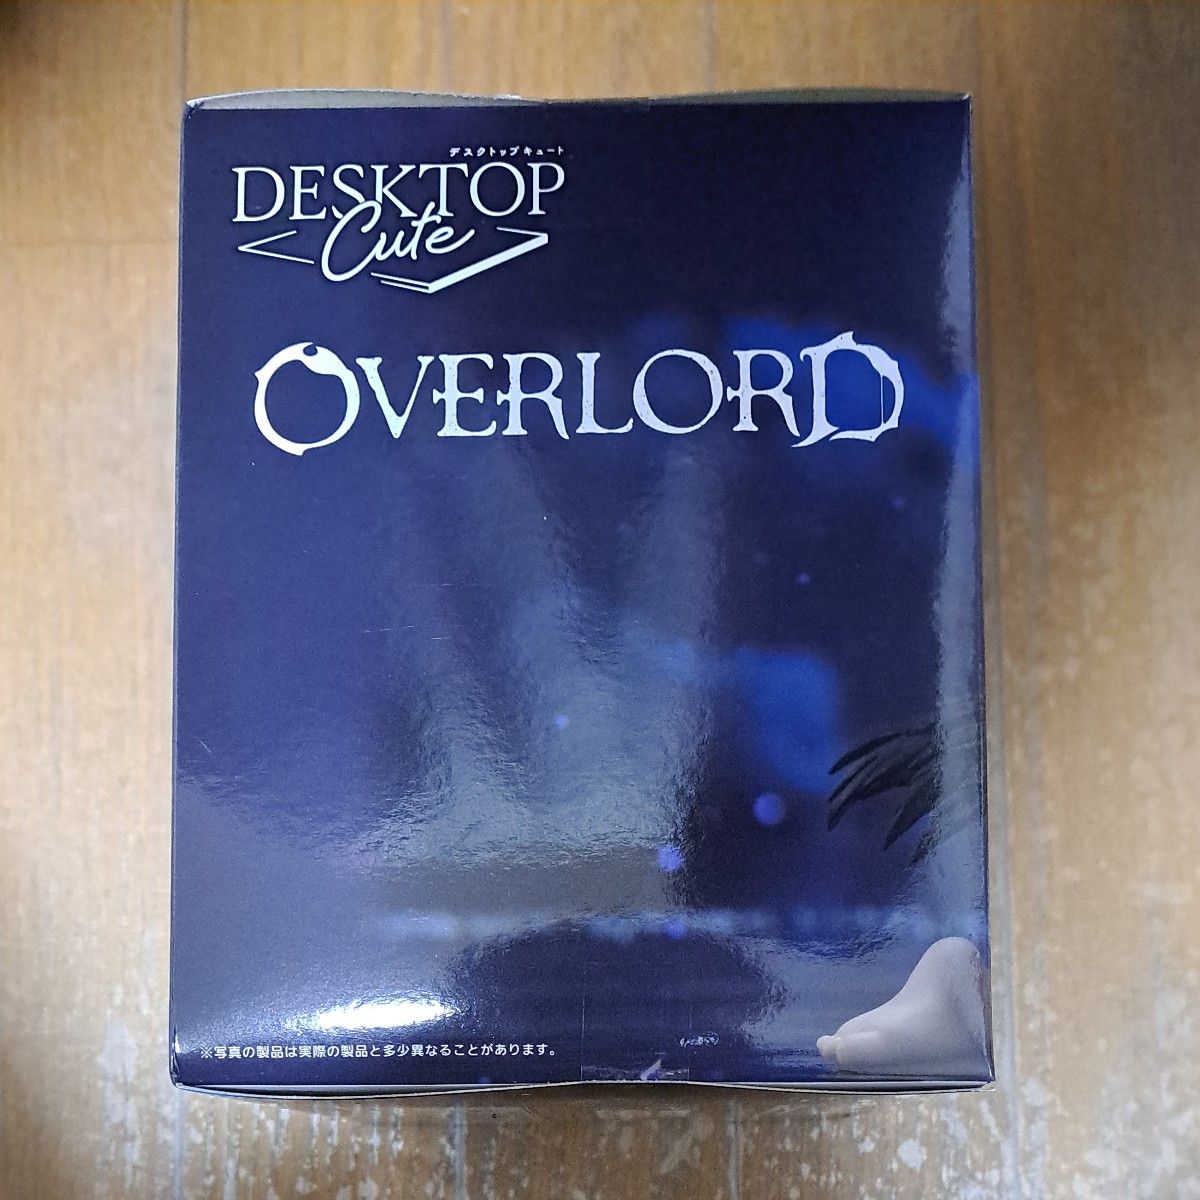 デスクトップキュート
DESKTOP
Cute
OVERLORD
※写真の製品は実際の製品と多少異なることがあります。